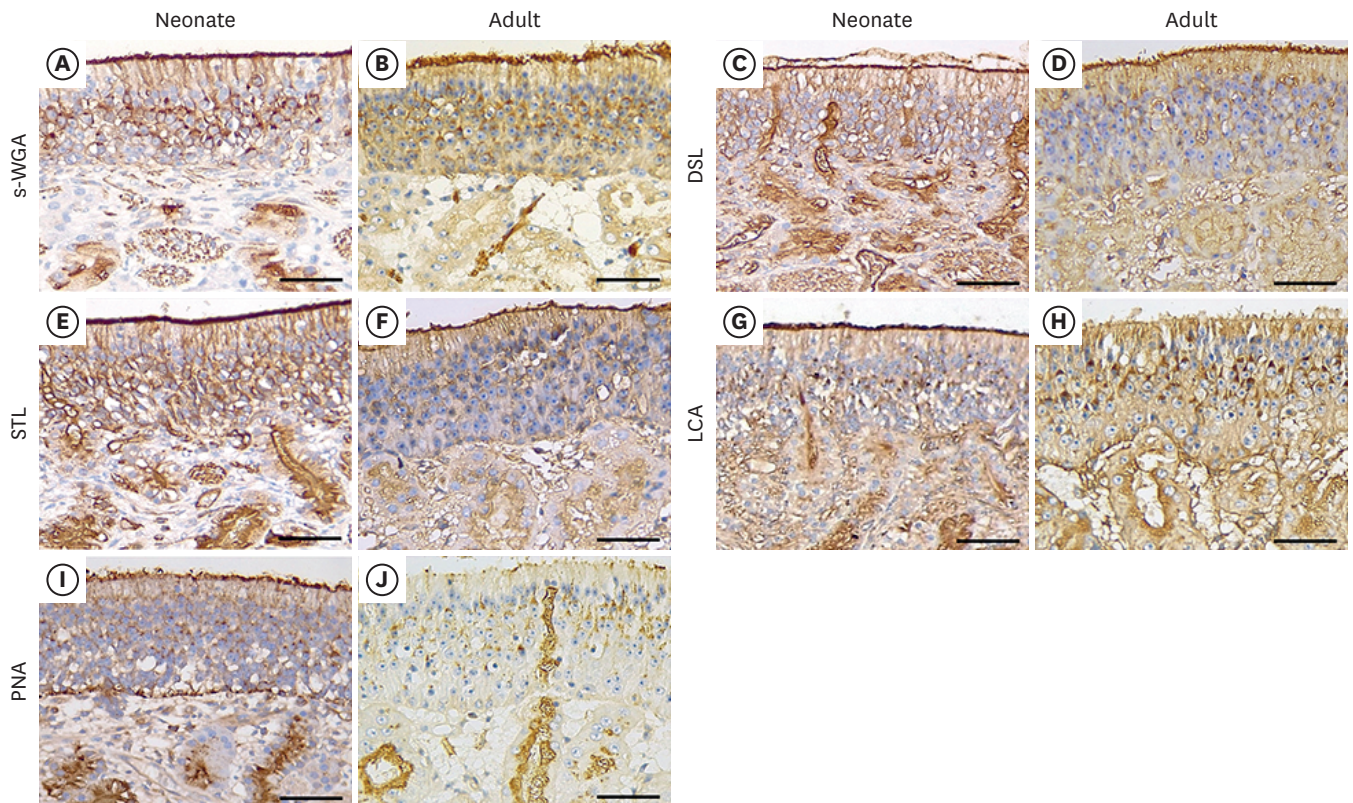 Neonate Adult Neonate Adult
s-WGA A B DSL C D
STL E F LCA G H
PNA I J